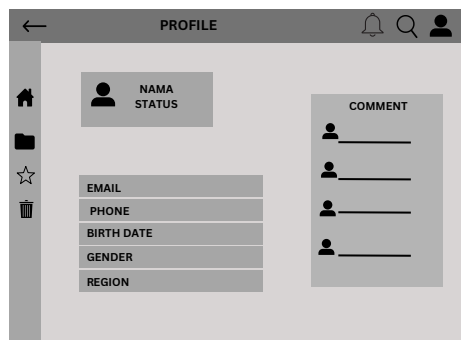 PROFILE
NAMA
STATUS
COMMENT
EMAIL
PHONE
BIRTH DATE
GENDER
REGION